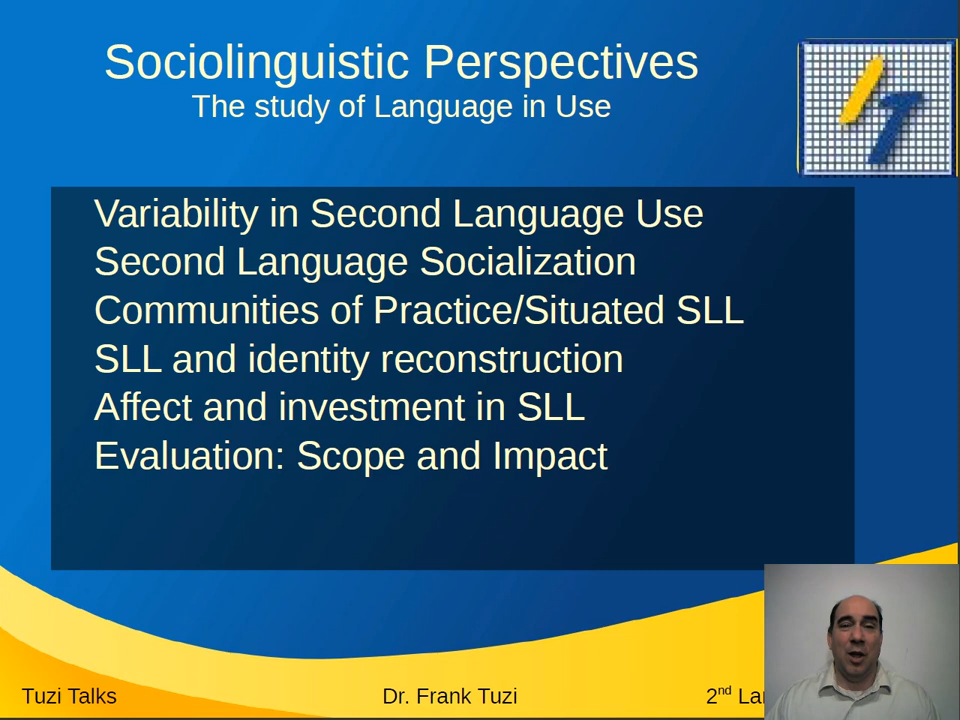 Sociolinguistic Perspectives
The study of Language in Use
Variability in Second Language Use
Second Language Socialization
Communities of Practice/Situated SLL
SLL and identity reconstruction
Affect and investment in SLL
Evaluation: Scope and Impact
Tuzi Talks Dr. Frank Tuzi 2nd